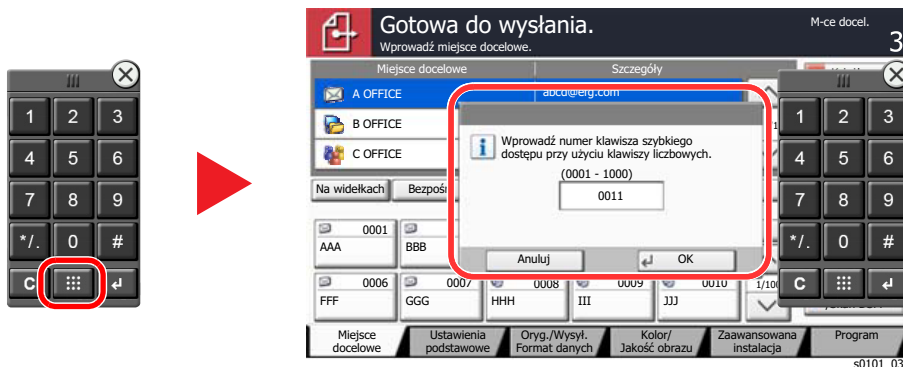 1 2 3
4 5 6
7 8 9
*/. 0 #
C
Gotowa do wysłania.
Wprowadź miejsce docelowe.
M-ce docel.
3
Miejsce docelowe Szczegóły
A OFFICE abcd@efg.com
B OFFICE
C OFFICE
Wprowadź numer klawisza szybkiego
dostępu przy użyciu klawiszy liczbowych.
(0001 - 1000)
0011
Anuluj OK
Na widełkach
0001
AAA BBB
0006 0007 0008 0009 0010
FFF GGG HHH III JJJ
1 2 3
4 5 6
7 8 9
*/. 0 #
C
Miejsce
docelowe
Ustawienia
podstawowe
Oryg./Wysył.
Format danych
Kolor/
Jakość obrazu
Zaawansowana
instalacja
Program
s0101_03